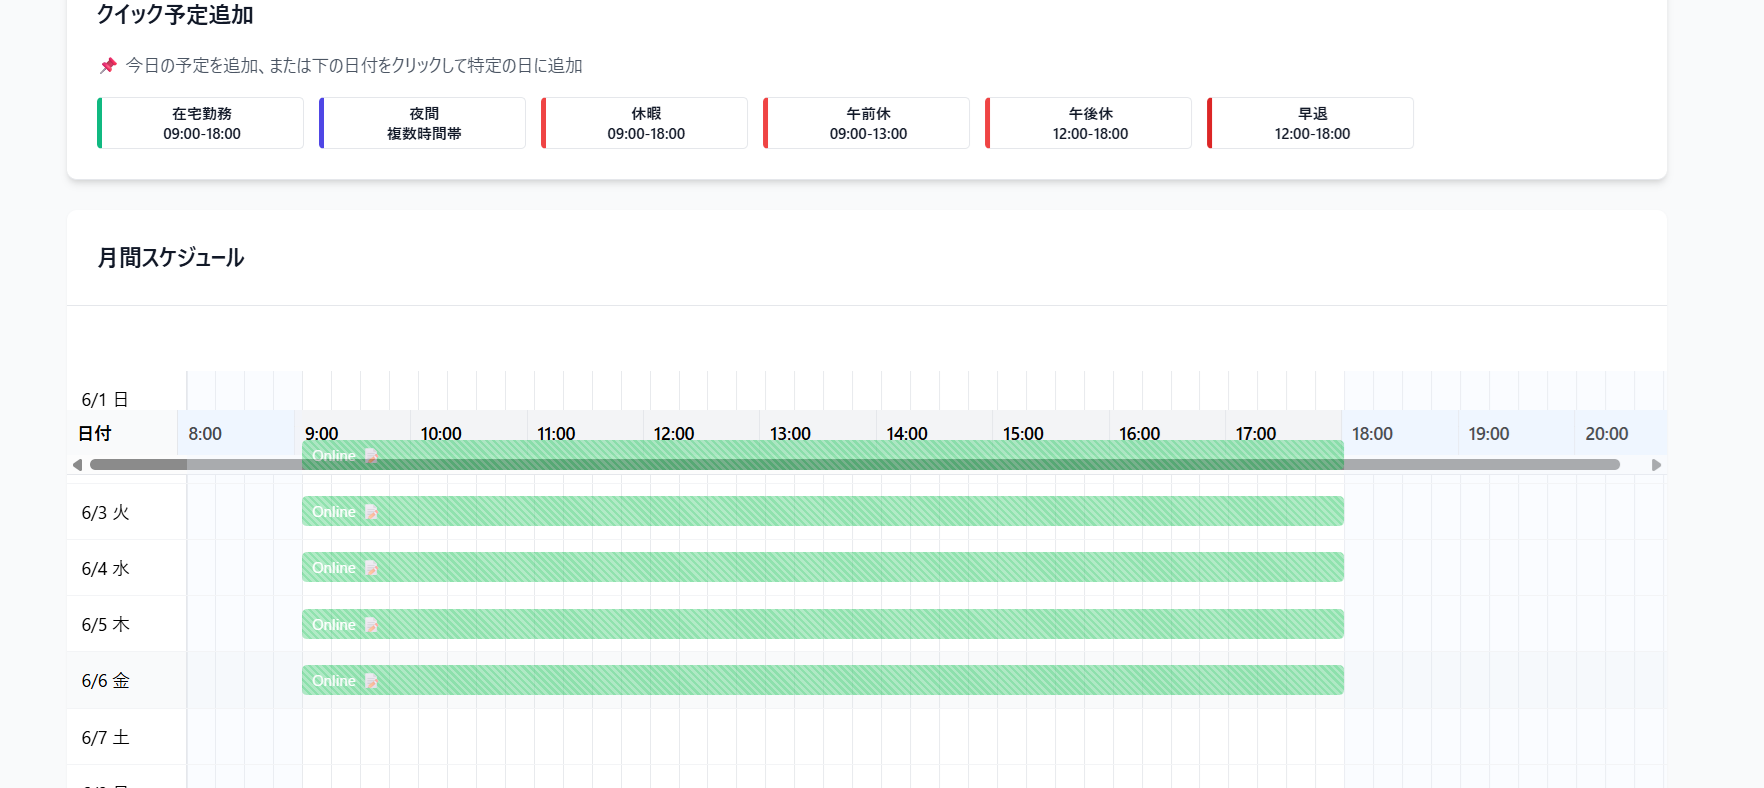 クイック予定追加
📌 今日の予定を追加、または下の日付をクリックして特定の日に追加
在宅勤務
09:00-18:00
夜間
複数時間帯
休暇
09:00-18:00
午前休
09:00-13:00
午後休
12:00-18:00
早退
12:00-18:00
月間スケジュール
6/1 日
日付 8:00 9:00 10:00 11:00 12:00 13:00 14:00 15:00 16:00 17:00 18:00 19:00 20:00
Online 📝
6/3 火 Online 📝
6/4 水 Online 📝
6/5 木 Online 📝
6/6 金 Online 📝
6/7 土